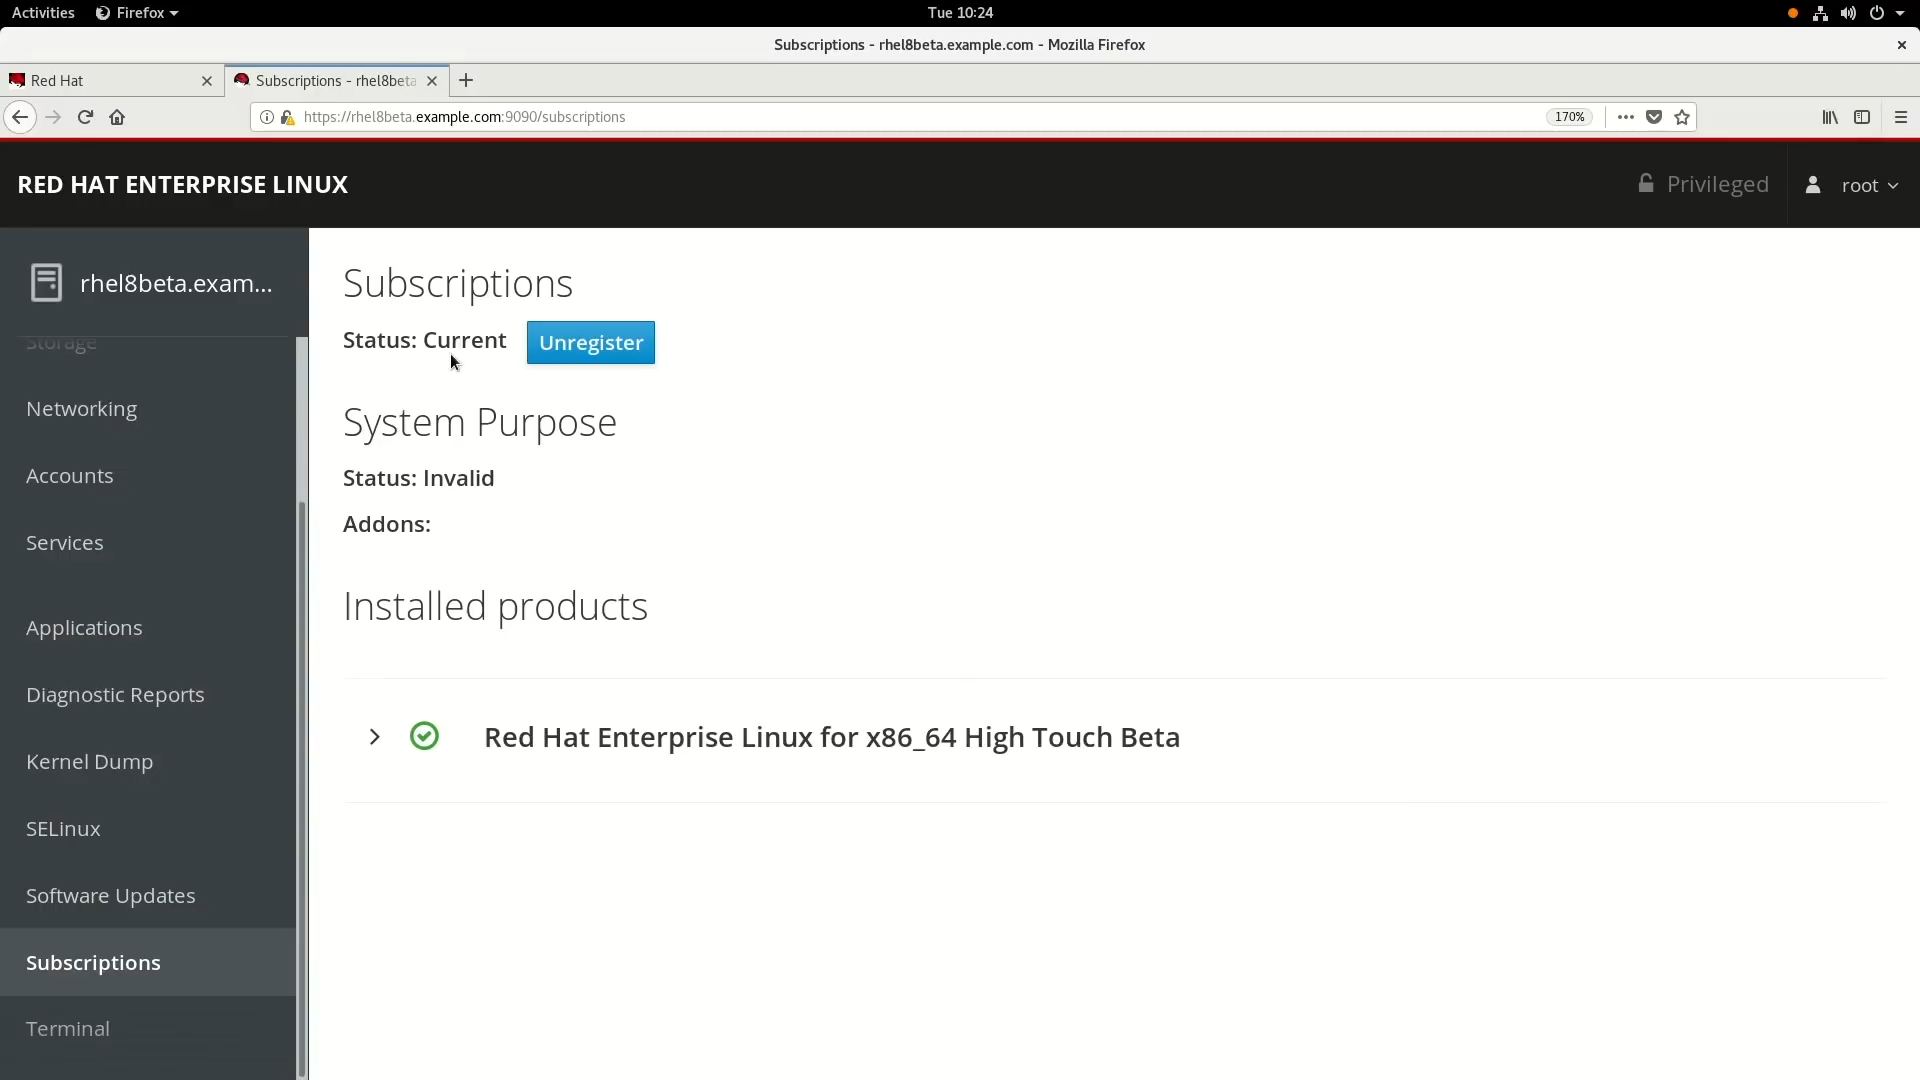 Activities Firefox Tue 10:24
Subscriptions - rhel8beta.example.com - Mozilla Firefox
Red Hat Subscriptions - rhel8beta
https://rhel8beta.example.com:9090/subscriptions 170%
RED HAT ENTERPRISE LINUX Privileged root
rhel8beta.exam...
Storage
Networking
Accounts
Services
Applications
Diagnostic Reports
Kernel Dump
SELinux
Software Updates
Subscriptions
Terminal
Subscriptions
Status: Current Unregister
System Purpose
Status: Invalid
Addons:
Installed products
Red Hat Enterprise Linux for x86_64 High Touch Beta